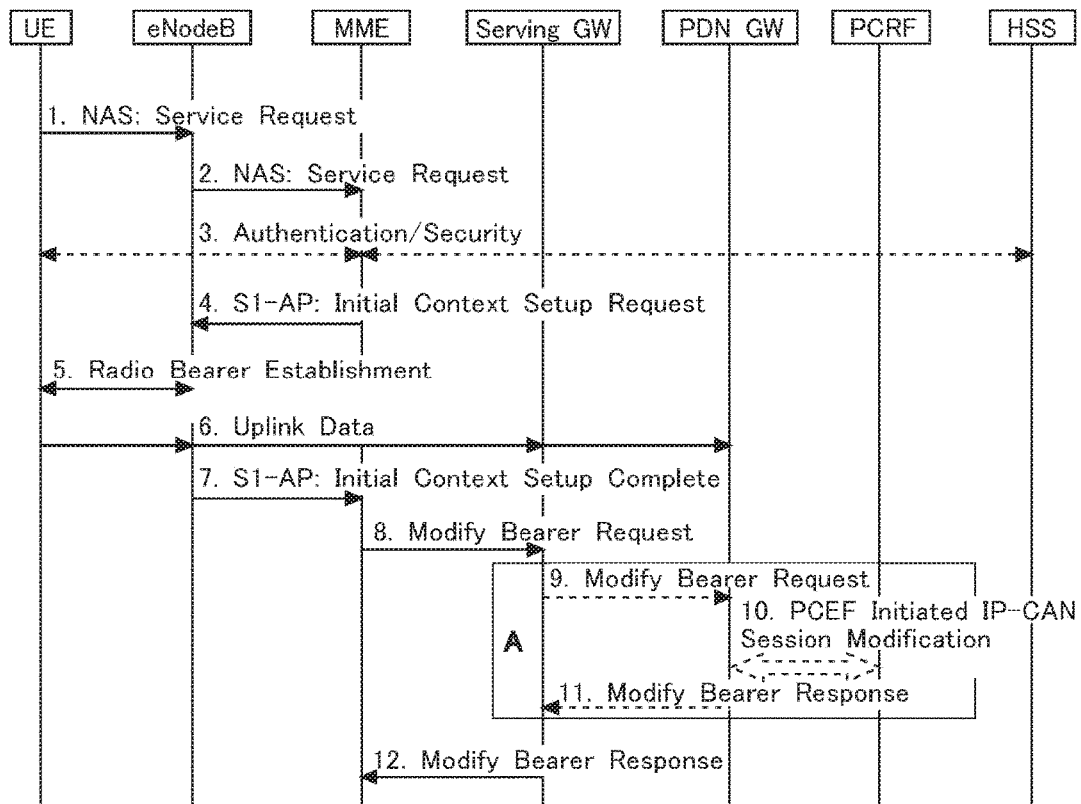 UE
eNodeB
MME
Serving GW
PDN GW
PCRF
HSS
1. NAS: Service Request
2. NAS: Service Request
3. Authentication/Security
4. S1-AP: Initial Context Setup Request
5. Radio Bearer Establishment
6. Uplink Data
7. S1-AP: Initial Context Setup Complete
8. Modify Bearer Request
9. Modify Bearer Request
10. PCEF Initiated IP-CAN
Session Modification
A
11. Modify Bearer Response
12. Modify Bearer Response